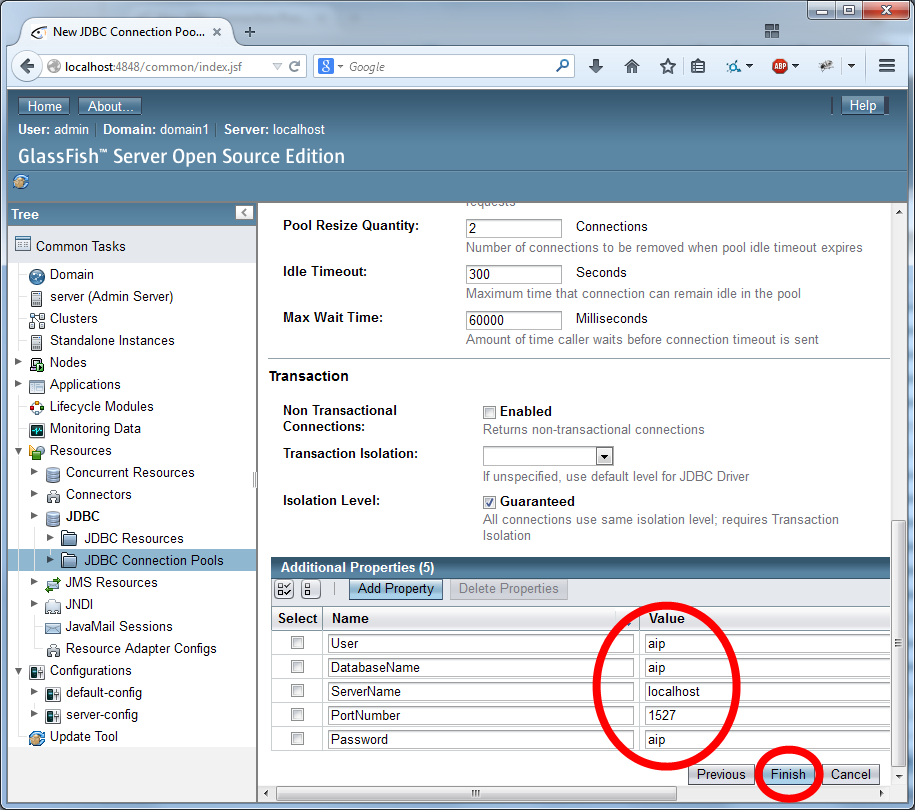 New JDBC Connection Poo...
localhost:4848/common/index.jsf
Google
ABP
Home About... Help
User: admin Domain: domain1 Server: localhost
GlassFish™ Server Open Source Edition
Tree
Common Tasks
Domain
server (Admin Server)
Clusters
Standalone Instances
Nodes
Applications
Lifecycle Modules
Monitoring Data
Resources
Concurrent Resources
Connectors
JDBC
JDBC Resources
JDBC Connection Pools
JMS Resources
JNDI
JavaMail Sessions
Resource Adapter Configs
Configurations
default-config
server-config
Update Tool
requests
Pool Resize Quantity: 2 Connections
Number of connections to be removed when pool idle timeout expires
Idle Timeout: 300 Seconds
Maximum time that connection can remain idle in the pool
Max Wait Time: 60000 Milliseconds
Amount of time caller waits before connection timeout is sent
Transaction
Non Transactional Connections: Enabled
Returns non-transactional connections
Transaction Isolation:
If unspecified, use default level for JDBC Driver
Isolation Level: Guaranteed
All connections use same isolation level; requires Transaction
Isolation
Additional Properties (5)
Add Property Delete Properties
Select Name Value
User aip
DatabaseName aip
ServerName localhost
PortNumber 1527
Password aip
Previous Finish Cancel